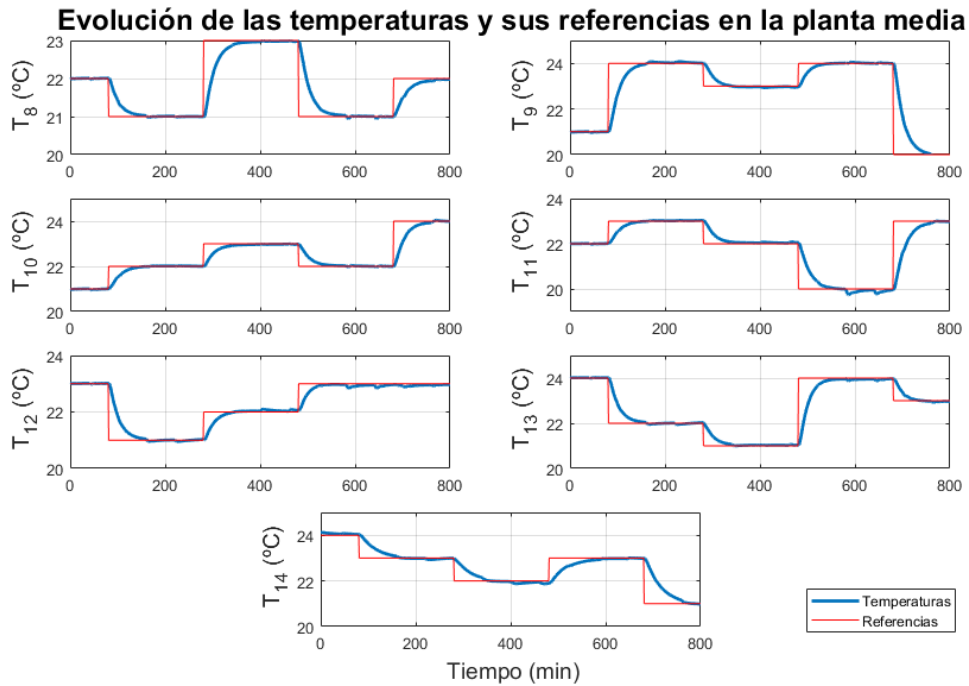 Evolución de las temperaturas y sus referencias en la planta media
23
22
21
20
T8 (ºC)
0 200 400 600 800
24
22
20
T9 (ºC)
0 200 400 600 800
24
22
20
T10 (ºC)
0 200 400 600 800
24
22
20
T11 (ºC)
0 200 400 600 800
24
22
20
T12 (ºC)
0 200 400 600 800
24
22
20
T13 (ºC)
0 200 400 600 800
24
22
20
T14 (ºC)
0 200 400 600 800
Tiempo (min)
Temperaturas
Referencias